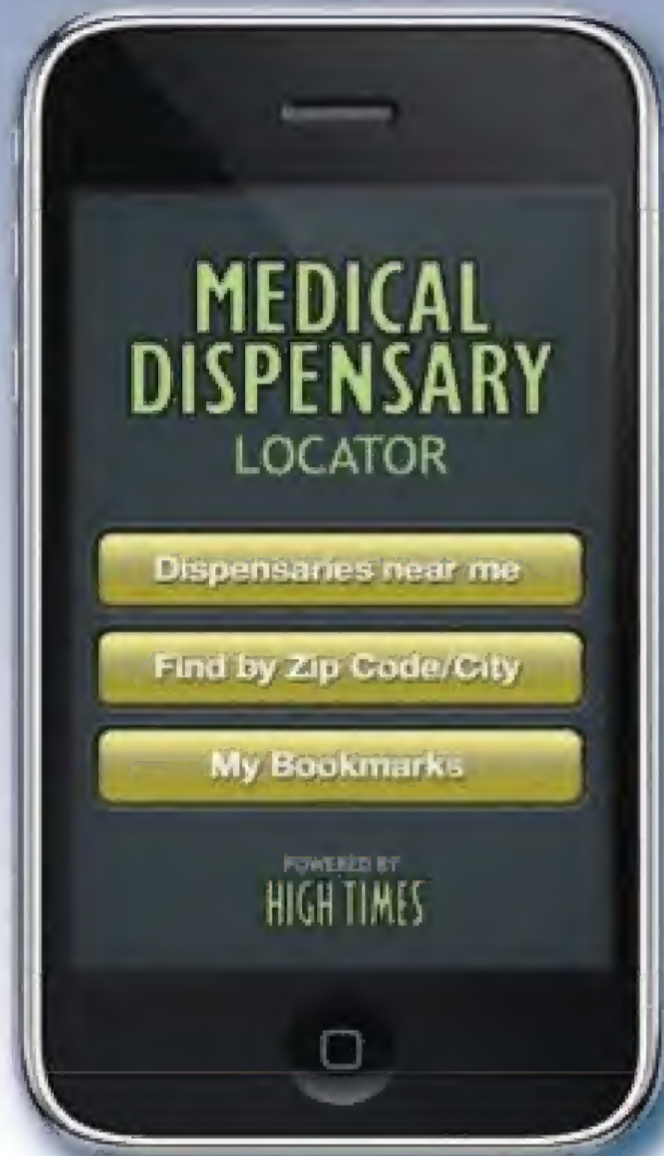 MEDICAL
DISPENSARY
LOCATOR
Dispensaries near me
Find by Zip Code/City
My Bookmarks
POWERED BY
HIGH TIMES